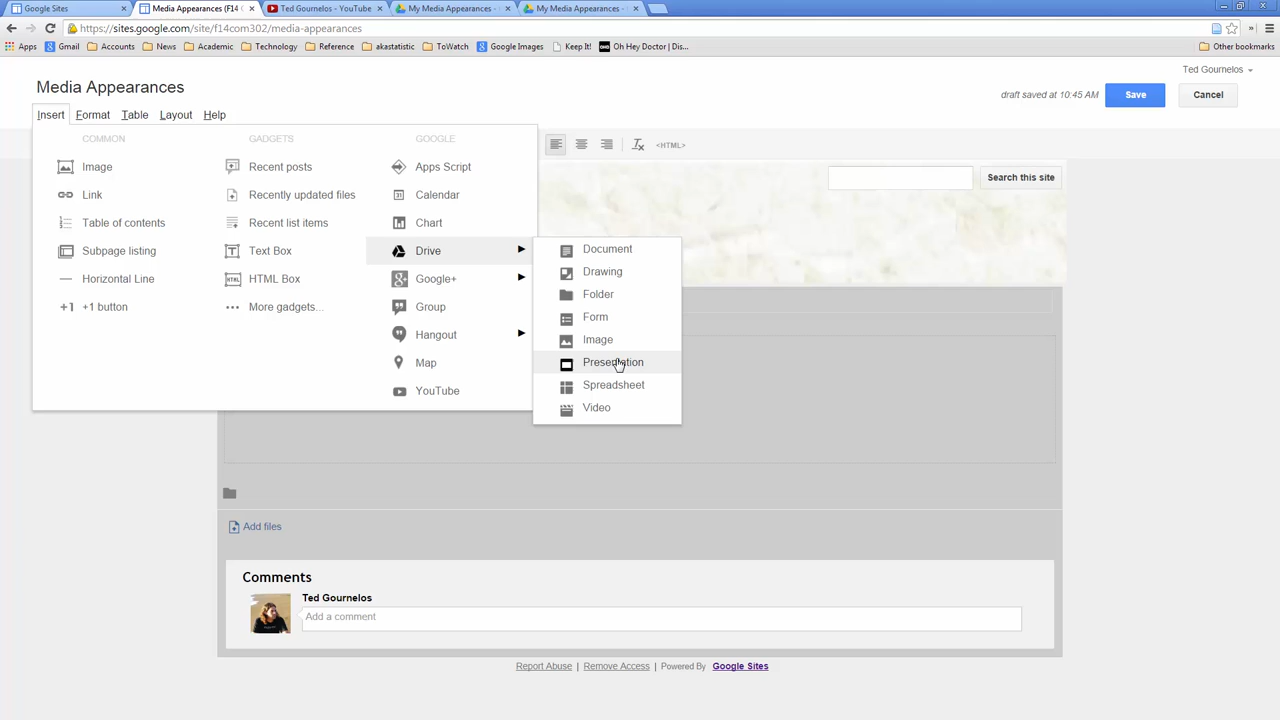 Google Sites
Media Appearances (F14 C
Ted Gournelos - YouTube
My Media Appearances -
My Media Appearances -
https://sites.google.com/site/f14com302/media-appearances
Apps
Gmail
Accounts
News
Academic
Technology
Reference
akastatistic
ToWatch
Google Images
Keep It!
Oh Hey Doctor | Dis...
Other bookmarks
Ted Gournelos
Media Appearances
draft saved at 10:45 AM
Save
Cancel
Insert Format Table Layout Help
<HTML>
COMMON
Image
Link
Table of contents
Subpage listing
Horizontal Line
+1 +1 button
GADGETS
Recent posts
Recently updated files
Recent list items
Text Box
HTML Box
More gadgets...
GOOGLE
Apps Script
Calendar
Chart
Drive
Google+
Group
Hangout
Map
YouTube
Document
Drawing
Folder
Form
Image
Presentation
Spreadsheet
Video
Search this site
Add files
Comments
Ted Gournelos
Add a comment
Report Abuse | Remove Access | Powered By Google Sites